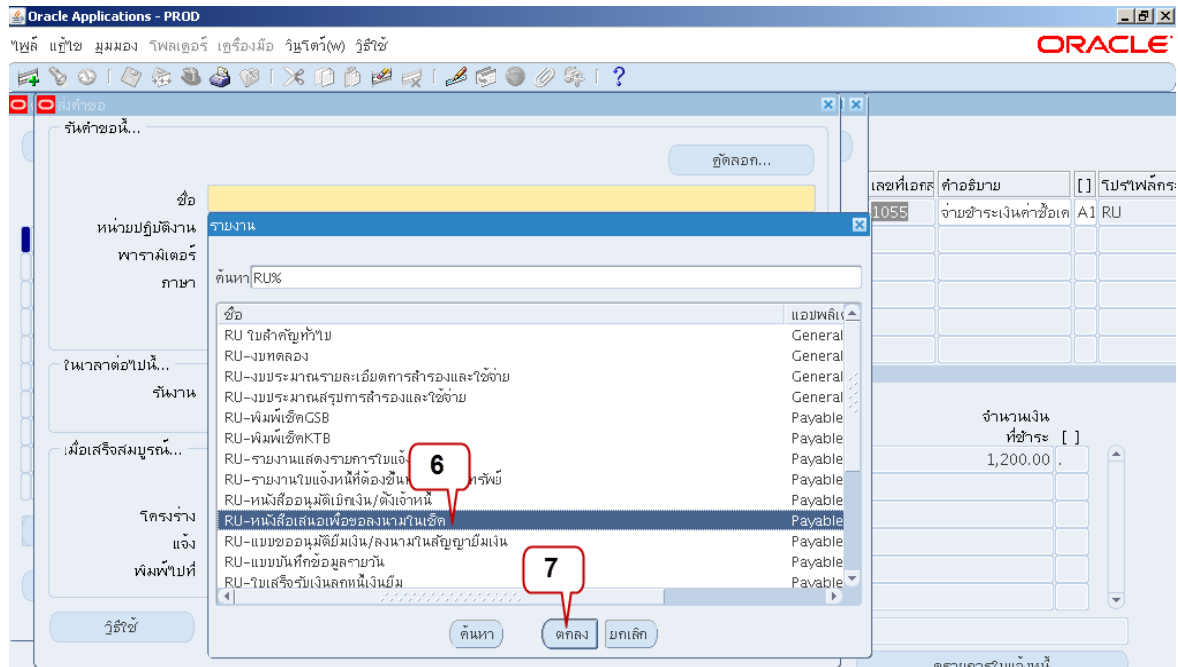 Oracle Applications - PROD
ไฟล์ แก้ไข มุมมอง โฟลเดอร์ เครื่องมือ วินโดว์(w) วิธีใช้
ORACLE
ส่งคำขอ
รันคำขอนี้...
คัดลอก...
ชื่อ
หน่วยปฏิบัติงาน
พารามิเตอร์
ภาษา
ในเวลาต่อไปนี้...
รันงาน
เมื่อเสร็จสมบูรณ์...
โครงร่าง
แจ้ง
พิมพ์ไปที่
วิธีใช้
รายงาน
ค้นหา RU%
ชื่อ แอปพลิเ
RU ใบสำคัญทั่วไป General
RU-งบทดลอง General
RU-งบประมาณรายละเอียดการสำรองและใช้จ่าย General
RU-งบประมาณสรุปการสำรองและใช้จ่าย General
RU-พิมพ์เช็คGSB Payable
RU-พิมพ์เช็คKTB Payable
RU-รายงานแสดงรายการใบแจ้ Payable
RU-รายงานใบแจ้งหนี้ที่ต้องขึ้น ทรัพย์ Payable
RU-หนังสืออนุมัติเบิกเงิน/ตั้งเจ้าหนี้ Payable
RU-หนังสือเสนอเพื่อขอลงนามในเช็ค Payable
RU-แบบขออนุมัติยืมเงิน/ลงนามในสัญญายืมเงิน Payable
RU-แบบบันทึกข้อมูลรายวัน Payable
RU-ใบเสร็จรับเงินลูกหนี้เงินยืม Payable
6
7
ค้นหา ตกลง ยกเลิก
เลขที่เอกส คำอธิบาย [ ] โปรไฟล์กระ
1055 จ่ายชำระเงินค่าซื้อเค A1 RU
จำนวนเงิน
ที่ชำระ [ ]
1,200.00 .
ดูรายการใบแจ้งหนี้